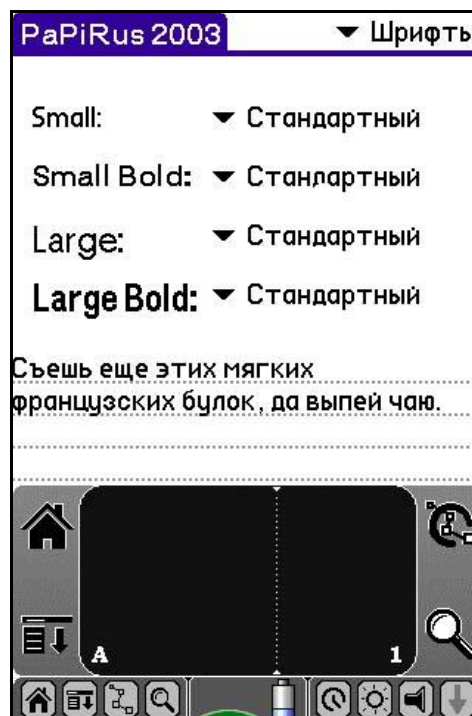 PaPiRus 2003 Шрифты
Small: Стандартный
Small Bold: Стандартный
Large: Стандартный
Large Bold: Стандартный
Съешь еще этих мягких
французских булок, да выпей чаю.
A 1